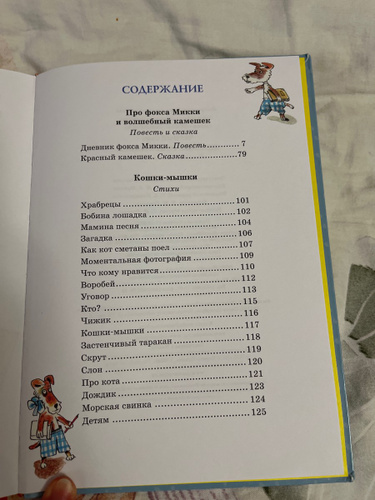 СОДЕРЖАНИЕ
Про фокса Микки
и волшебный камешек
Повесть и сказка
Дневник фокса Микки. Повесть............ 7
Красный камешек. Сказка..................79
Кошки-мышки
Стихи
Храбрецы ........................................ 101
Бобина лошадка ............................... 102
Мамина песня .................................. 104
Загадка ........................................... 106
Как кот сметаны поел ....................... 107
Моментальная фотография ................ 109
Что кому нравится ........................... 110
Воробей .......................................... 112
Уговор ............................................ 113
Кто? ............................................... 115
Чижик ............................................ 116
Кошки-мышки ................................. 117
Застенчивый таракан ....................... 118
Скрут ............................................. 119
Слон ............................................... 120
Про кота ......................................... 121
Дождик ........................................... 123
Морская свинка ............................... 124
Детям ............................................. 125